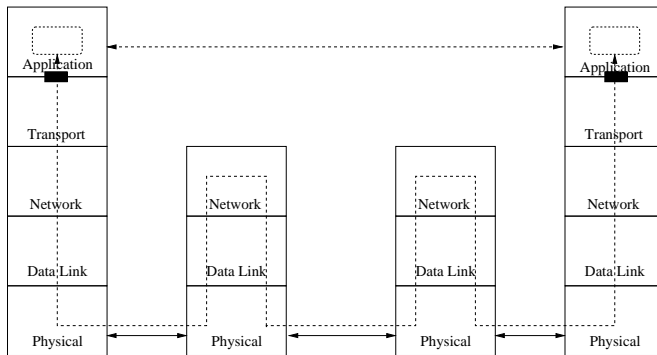 Application
Application
Transport
Transport
Network
Network
Network
Network
Data Link
Data Link
Data Link
Data Link
Physical
Physical
Physical
Physical